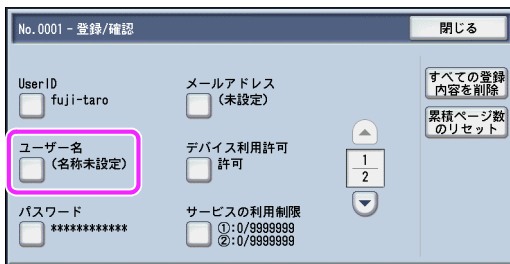 No.0001 - 登録/確認
閉じる
UserID
fuji-taro
メールアドレス
(未設定)
すべての登録
内容を削除
累積ページ数
のリセット
ユーザー名
(名称未設定)
デバイス利用許可
許可
1
2
パスワード
************
サービスの利用制限
①:0/9999999
②:0/9999999